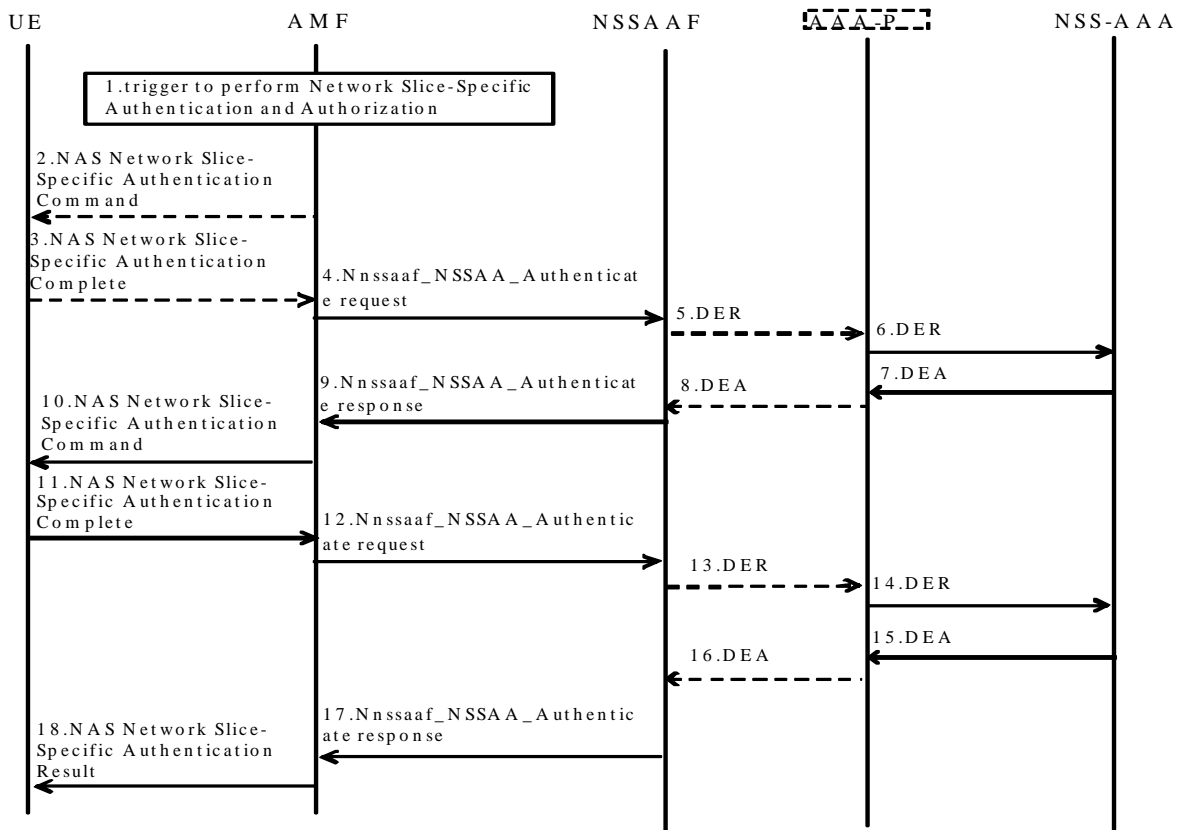 UE AMF NSSAAF AAA-P NSS-AAA
1.trigger to perform Network Slice-Specific
Authentication and Authorization
2.NAS Network Slice-
Specific Authentication
Command
3.NAS Network Slice-
Specific Authentication
Complete
4.Nnssaaf_NSSAA_Authenticat
e request
5.DER
6.DER
7.DEA
8.DEA
9.Nnssaaf_NSSAA_Authenticat
e response
10.NAS Network Slice-
Specific Authentication
Command
11.NAS Network Slice-
Specific Authentication
Complete
12.Nnssaaf_NSSAA_Authentic
ate request
13.DER
14.DER
15.DEA
16.DEA
17.Nnssaaf_NSSAA_Authentic
ate response
18.NAS Network Slice-
Specific Authentication
Result